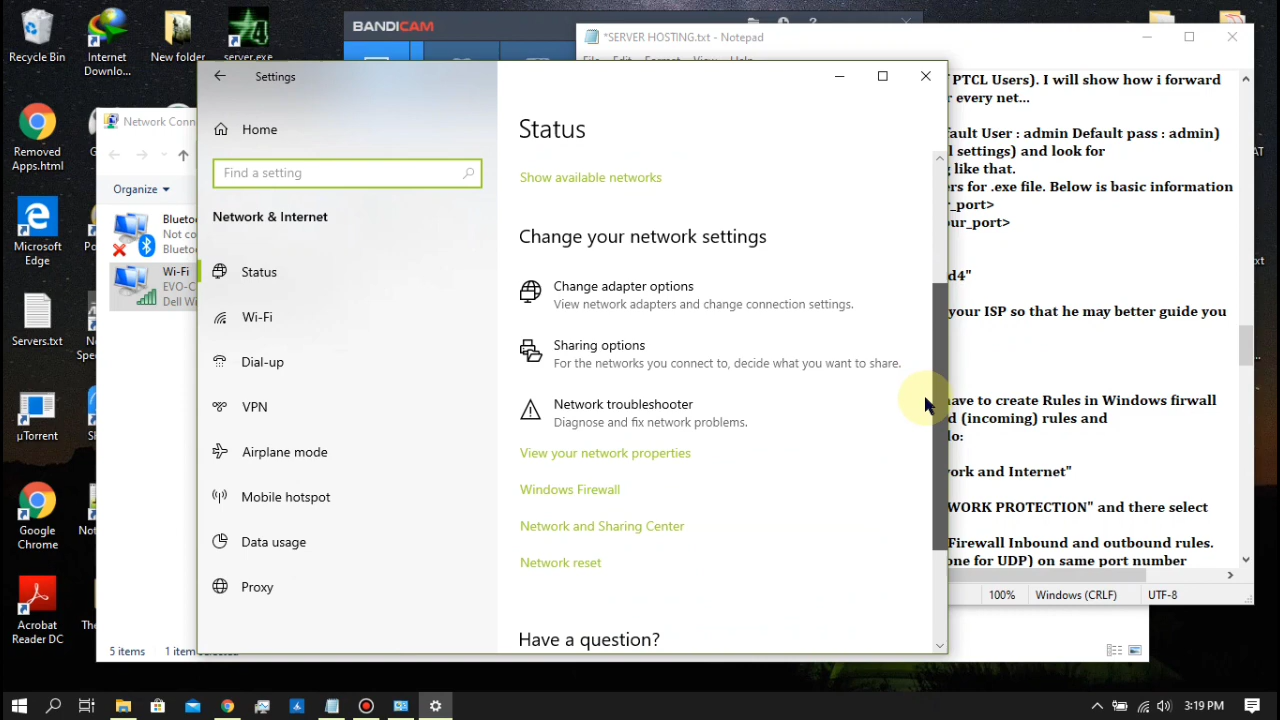 Recycle Bin
Internet
Downlo...
New folder
server.exe
BANDICAM
*SERVER HOSTING.txt - Notepad
Removed
Apps.html
Microsoft
Edge
Servers.txt
µTorrent
Google
Chrome
Acrobat
Reader DC
Network Conn
Organize
Bluetoo
Not co
Bluetoo
Wi-Fi
EVO-C
Dell Wi
5 items
Settings
Home
Find a setting
Network & Internet
Status
Wi-Fi
Dial-up
VPN
Airplane mode
Mobile hotspot
Data usage
Proxy
Status
Show available networks
Change your network settings
Change adapter options
View network adapters and change connection settings.
Sharing options
For the networks you connect to, decide what you want to share.
Network troubleshooter
Diagnose and fix network problems.
View your network properties
Windows Firewall
Network and Sharing Center
Network reset
Have a question?
PTCL Users). I will show how i forward
every net...
fault User : admin Default pass : admin)
l settings) and look for
like that.
rs for .exe file. Below is basic information
r_port>
our_port>
d4"
your ISP so that he may better guide you
ave to create Rules in Windows firwall
d (incoming) rules and
do:
ork and Internet"
WORK PROTECTION" and there select
Firewall Inbound and outbound rules.
one for UDP) on same port number
100%
Windows (CRLF)
UTF-8
3:19 PM